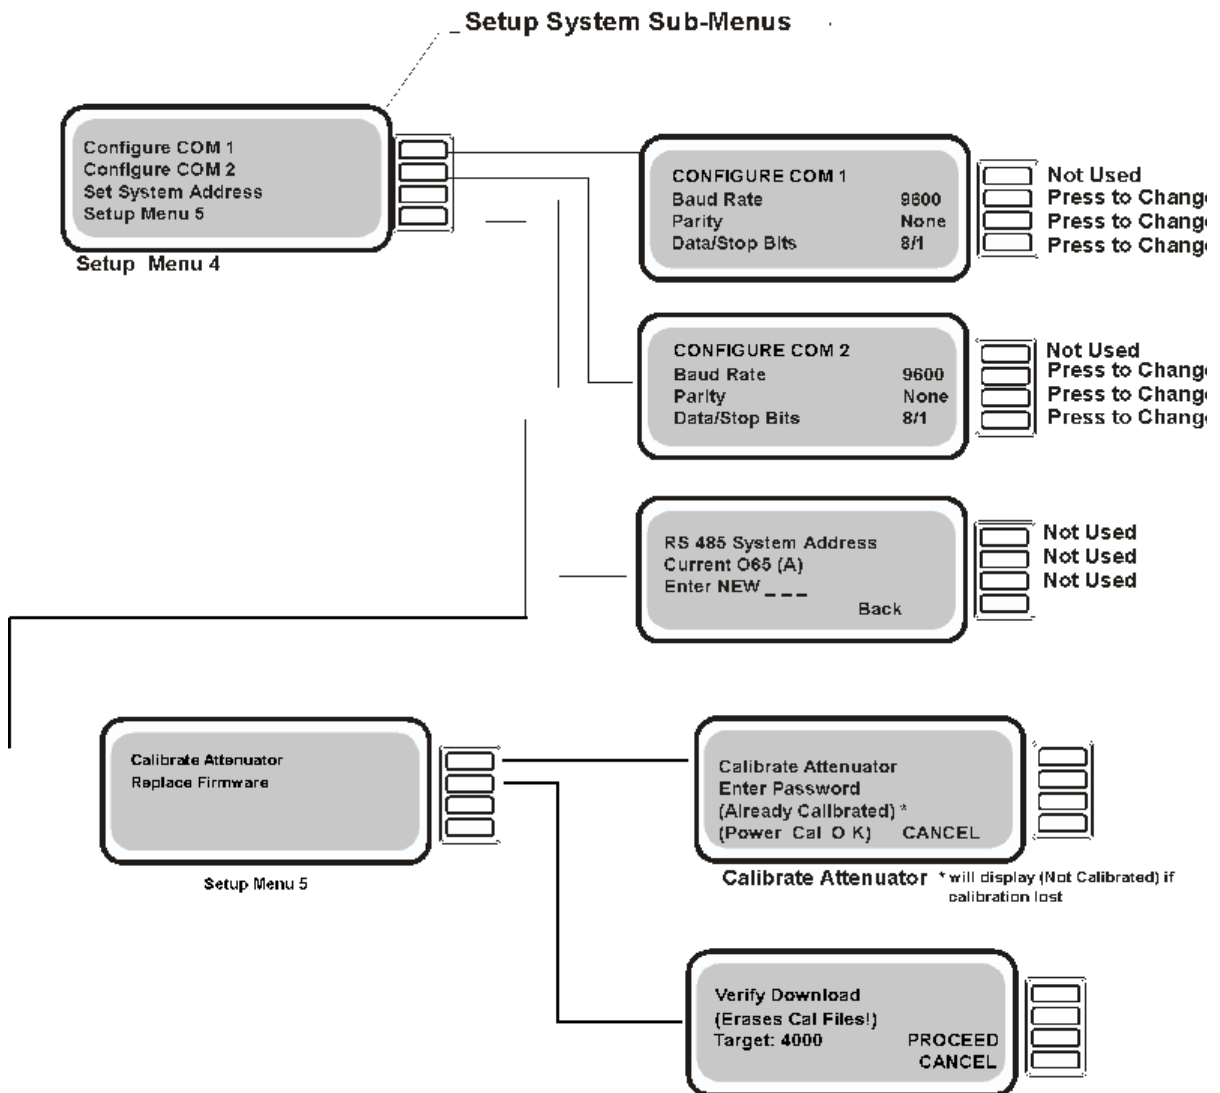 Setup System Sub-Menus
Configure COM 1
Configure COM 2
Set System Address
Setup Menu 5
Setup Menu 4
CONFIGURE COM 1
Baud Rate 9600
Parity None
Data/Stop Bits 8/1
Not Used
Press to Change
Press to Change
Press to Change
CONFIGURE COM 2
Baud Rate 9600
Parity None
Data/Stop Bits 8/1
Not Used
Press to Change
Press to Change
Press to Change
RS 485 System Address
Current O65 (A)
Enter NEW _ _ _
Back
Not Used
Not Used
Not Used
Calibrate Attenuator
Replace Firmware
Setup Menu 5
Calibrate Attenuator
Enter Password
(Already Calibrated) *
(Power Cal O K) CANCEL
Calibrate Attenuator * will display (Not Calibrated) if
calibration lost
Verify Download
(Erases Cal Files!)
Target: 4000 PROCEED
CANCEL